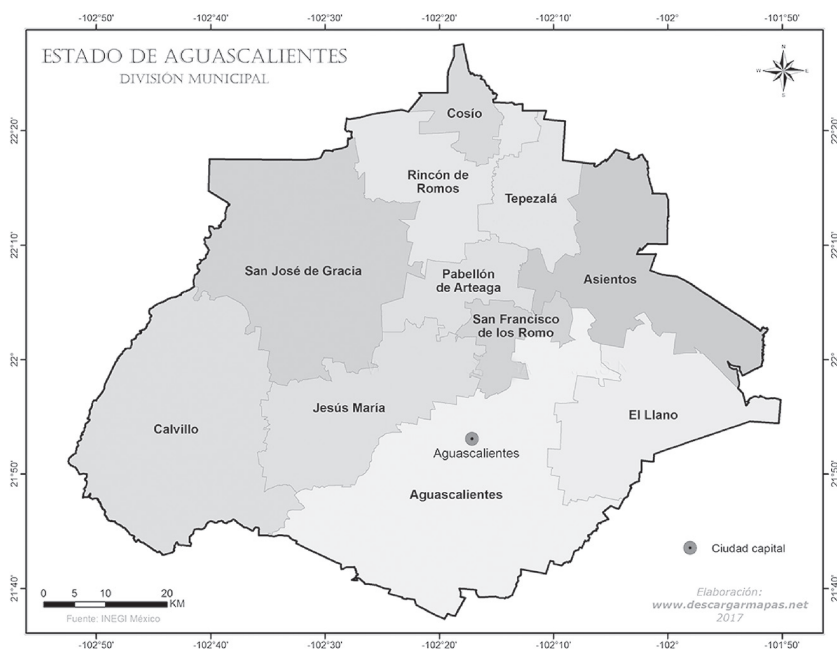 -102°50' -102°40' -102°30' -102°20' -102°10' -102° -101°50'
ESTADO DE AGUASCALIENTES
DIVISIÓN MUNICIPAL
N
W E
S
22°20' 22°20'
22°10' 22°10'
22° 22°
21°50' 21°50'
21°40' 21°40'
Cosío
Rincón de
Romos
Tepezalá
San José de Gracia
Pabellón
de Arteaga
Asientos
San Francisco
de los Romo
Jesús María
Calvillo
El Llano
Aguascalientes
Aguascalientes
Ciudad capital
0 5 10 20
KM
Fuente: INEGI México
Elaboración:
www.descargarmapas.net
2017
-102°50' -102°40' -102°30' -102°20' -102°10' -102° -101°50'